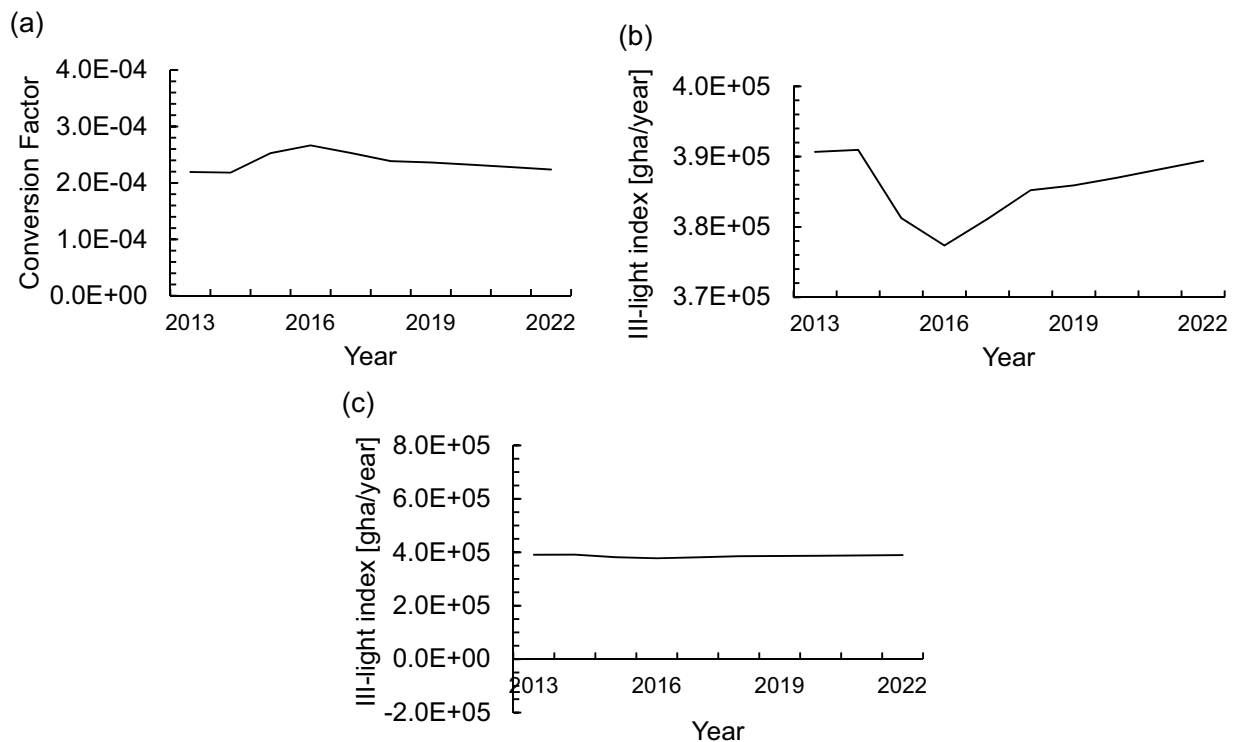 (a)
Conversion Factor
4.0E-04
3.0E-04
2.0E-04
1.0E-04
0.0E+00
2013 2016 2019 2022
Year
(b)
III-light index [gha/year]
4.0E+05
3.9E+05
3.8E+05
3.7E+05
2013 2016 2019 2022
Year
(c)
III-light index [gha/year]
8.0E+05
6.0E+05
4.0E+05
2.0E+05
0.0E+00
-2.0E+05
2013 2016 2019 2022
Year